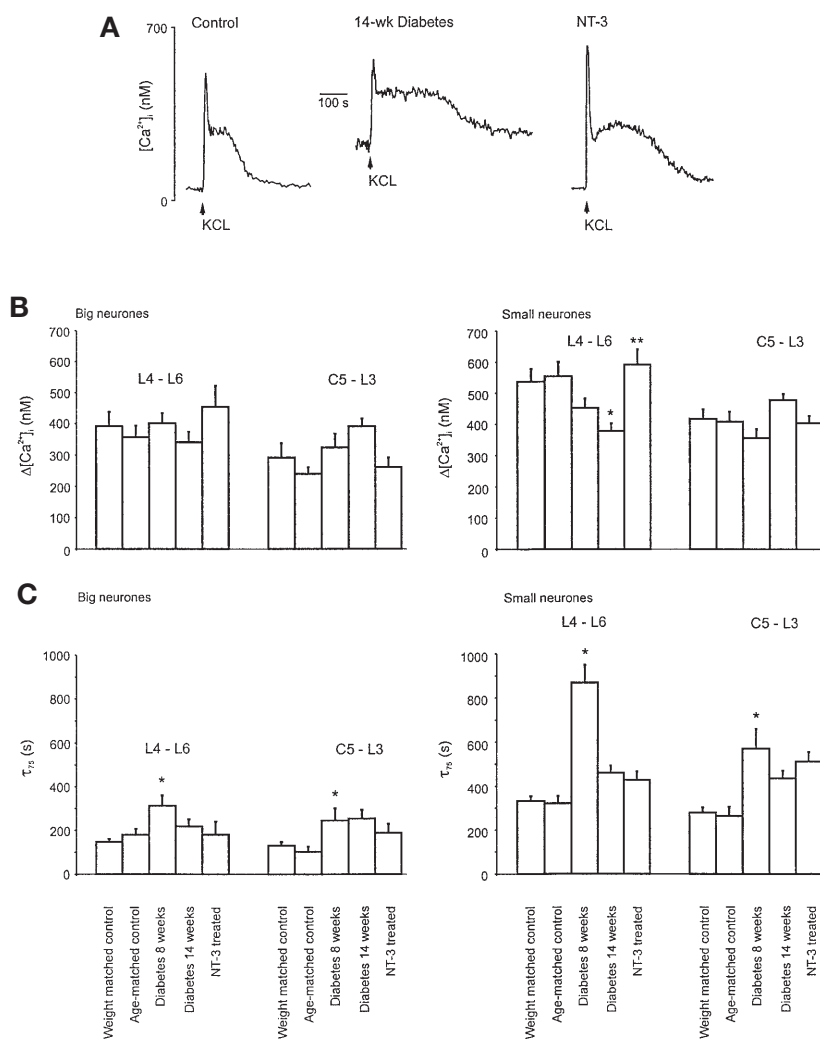 A
Control
14-wk Diabetes
NT-3
700
[Ca²⁺]ᵢ (nM)
0
100 s
KCL
KCL
KCL
B
Big neurones
Δ[Ca²⁺]ᵢ (nM)
700
600
500
400
300
200
100
0
L4 - L6
C5 - L3
Small neurones
Δ[Ca²⁺]ᵢ (nM)
700
600
500
400
300
200
100
0
L4 - L6
C5 - L3
*
**
C
Big neurones
τ₇₅ (s)
1000
800
600
400
200
0
L4 - L6
C5 - L3
*
*
Small neurones
L4 - L6
C5 - L3
τ₇₅ (s)
1000
800
600
400
200
0
*
*
Weight matched control
Age-matched control
Diabetes 8 weeks
Diabetes 14 weeks
NT-3 treated
Weight matched control
Age-matched control
Diabetes 8 weeks
Diabetes 14 weeks
NT-3 treated
Weight matched control
Age-matched control
Diabetes 8 weeks
Diabetes 14 weeks
NT-3 treated
Weight matched control
Age-matched control
Diabetes 8 weeks
Diabetes 14 weeks
NT-3 treated